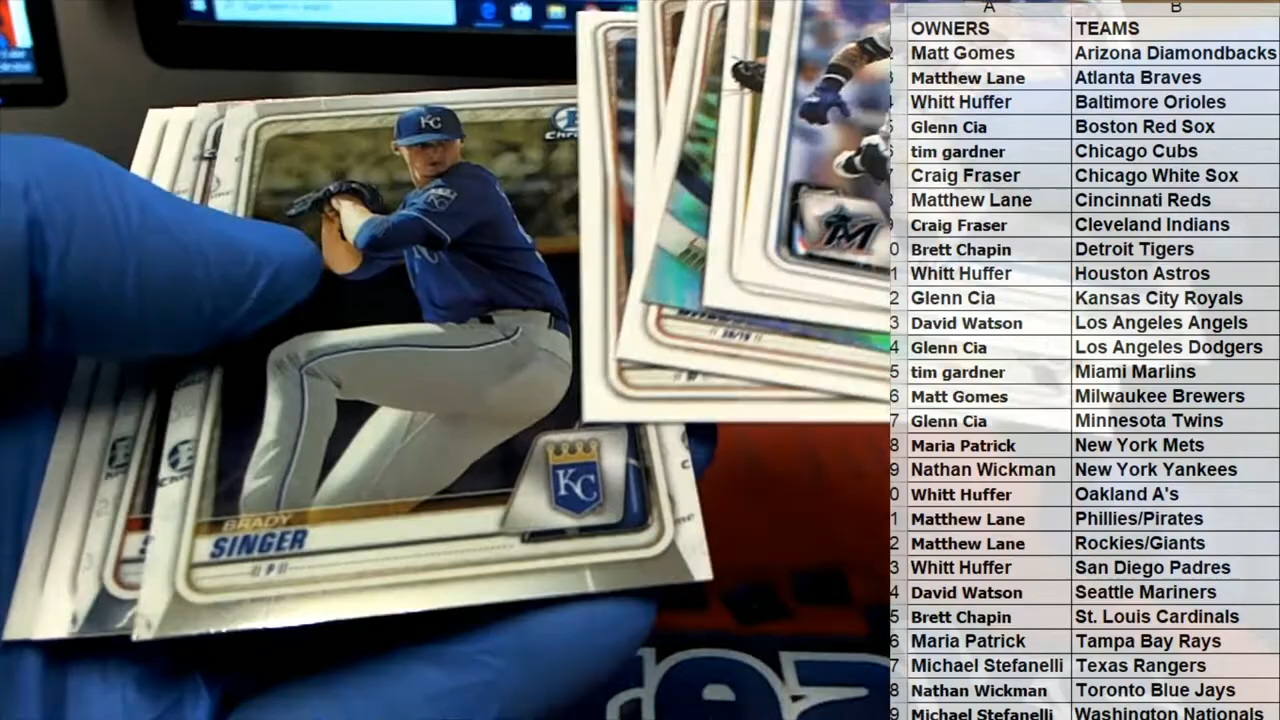 A B
OWNERS TEAMS
Matt Gomes Arizona Diamondbacks
Matthew Lane Atlanta Braves
Whitt Huffer Baltimore Orioles
Glenn Cia Boston Red Sox
tim gardner Chicago Cubs
Craig Fraser Chicago White Sox
Matthew Lane Cincinnati Reds
Craig Fraser Cleveland Indians
Brett Chapin Detroit Tigers
Whitt Huffer Houston Astros
Glenn Cia Kansas City Royals
David Watson Los Angeles Angels
Glenn Cia Los Angeles Dodgers
tim gardner Miami Marlins
Matt Gomes Milwaukee Brewers
Glenn Cia Minnesota Twins
Maria Patrick New York Mets
Nathan Wickman New York Yankees
Whitt Huffer Oakland A's
Matthew Lane Phillies/Pirates
Matthew Lane Rockies/Giants
Whitt Huffer San Diego Padres
David Watson Seattle Mariners
Brett Chapin St. Louis Cardinals
Maria Patrick Tampa Bay Rays
Michael Stefanelli Texas Rangers
Nathan Wickman Toronto Blue Jays
Michael Stefanelli Washington Nationals
Type here to search
KC
M
KC
BRADY
SINGER
P